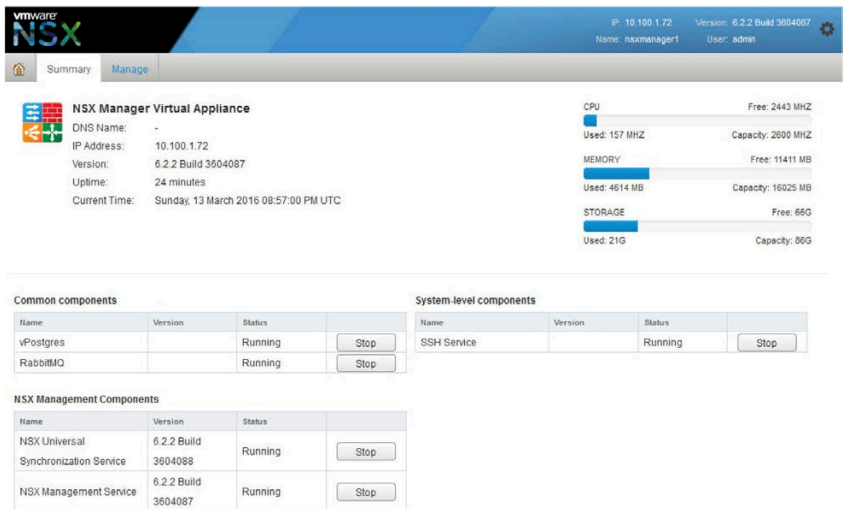 vmware
NSX
IP: 10.100.1.72 Version: 6.2.2 Build 3604087
Name: nsxmanager1 User: admin
Summary Manage
NSX Manager Virtual Appliance
DNS Name: -
IP Address: 10.100.1.72
Version: 6.2.2 Build 3604087
Uptime: 24 minutes
Current Time: Sunday, 13 March 2016 08:57:00 PM UTC
CPU Free: 2443 MHZ
Used: 157 MHZ Capacity: 2600 MHZ
MEMORY Free: 11411 MB
Used: 4614 MB Capacity: 16025 MB
STORAGE Free: 66G
Used: 21G Capacity: 86G
Common components
Name Version Status
vPostgres Running Stop
RabbitMQ Running Stop
System-level components
Name Version Status
SSH Service Running Stop
NSX Management Components
Name Version Status
NSX Universal 6.2.2 Build
Running Stop
Synchronization Service 3604088
6.2.2 Build
NSX Management Service Running Stop
3604087